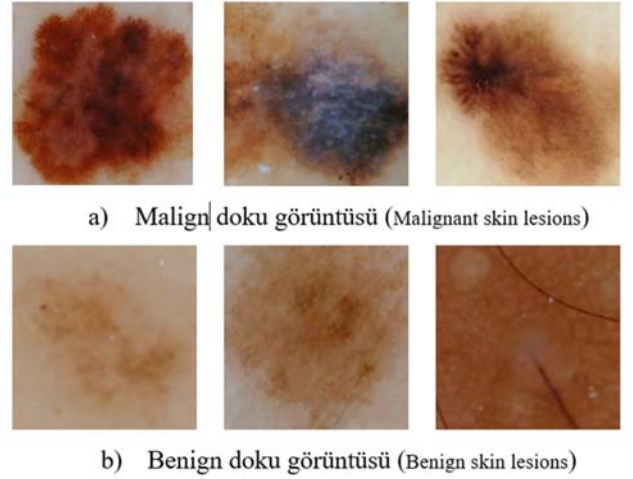 a) Malign doku görüntüsü (Malignant skin lesions)
b) Benign doku görüntüsü (Benign skin lesions)